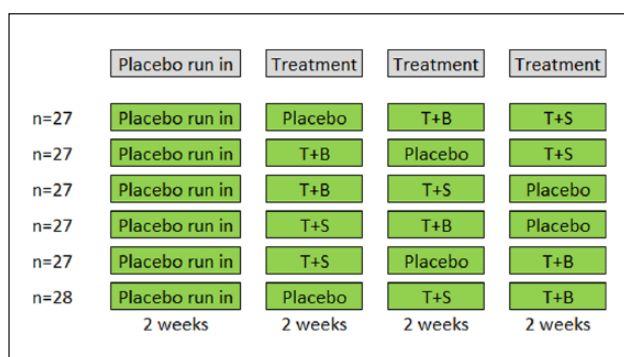 Placebo run in Treatment Treatment Treatment
n=27 Placebo run in Placebo T+B T+S
n=27 Placebo run in T+B Placebo T+S
n=27 Placebo run in T+B T+S Placebo
n=27 Placebo run in T+S T+B Placebo
n=27 Placebo run in T+S Placebo T+B
n=28 Placebo run in Placebo T+S T+B
2 weeks 2 weeks 2 weeks 2 weeks